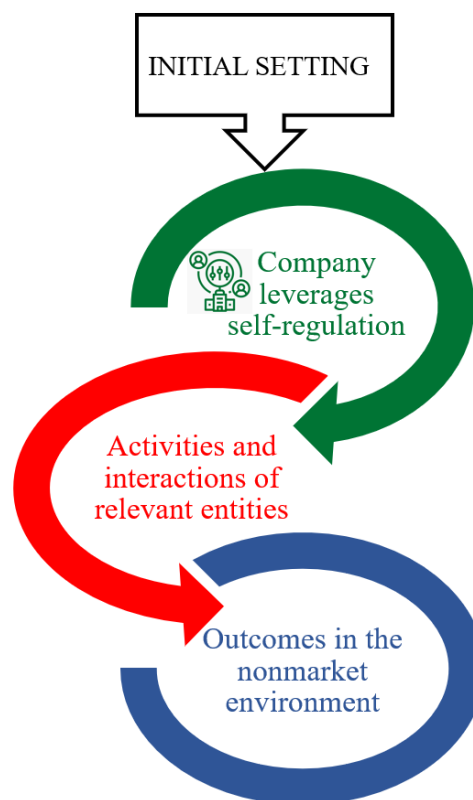 INITIAL SETTING
Company
leverages
self-regulation
Activities and
interactions of
relevant entities
Outcomes in the
nonmarket
environment